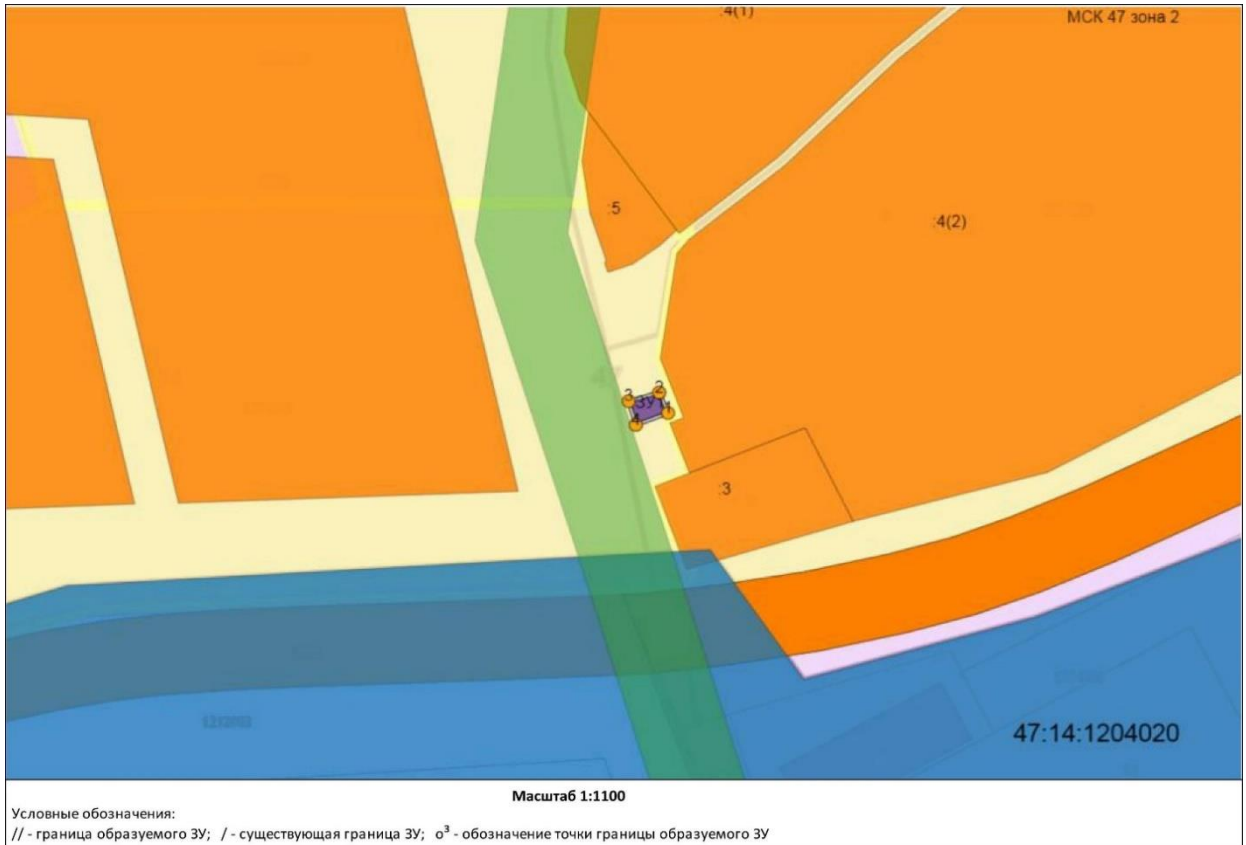 :4(1)
МСК 47 зона 2
:5
:4(2)
ЗУ1
:3
47:14:1204020
Масштаб 1:1100
Условные обозначения:
// - граница образуемого ЗУ; / - существующая граница ЗУ; о³ - обозначение точки границы образуемого ЗУ